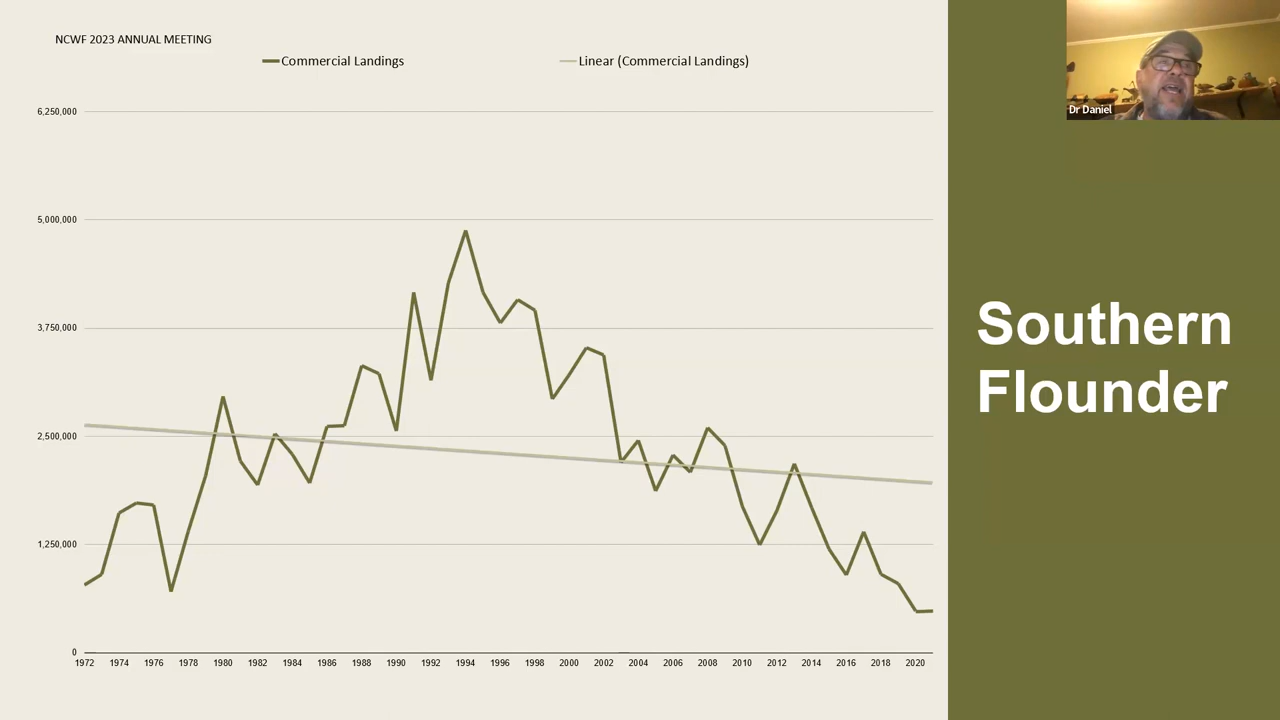 NCWF 2023 ANNUAL MEETING
Commercial Landings
Linear (Commercial Landings)
6,250,000
5,000,000
3,750,000
2,500,000
1,250,000
0
1972 1974 1976 1978 1980 1982 1984 1986 1988 1990 1992 1994 1996 1998 2000 2002 2004 2006 2008 2010 2012 2014 2016 2018 2020
Dr Daniel
Southern
Flounder